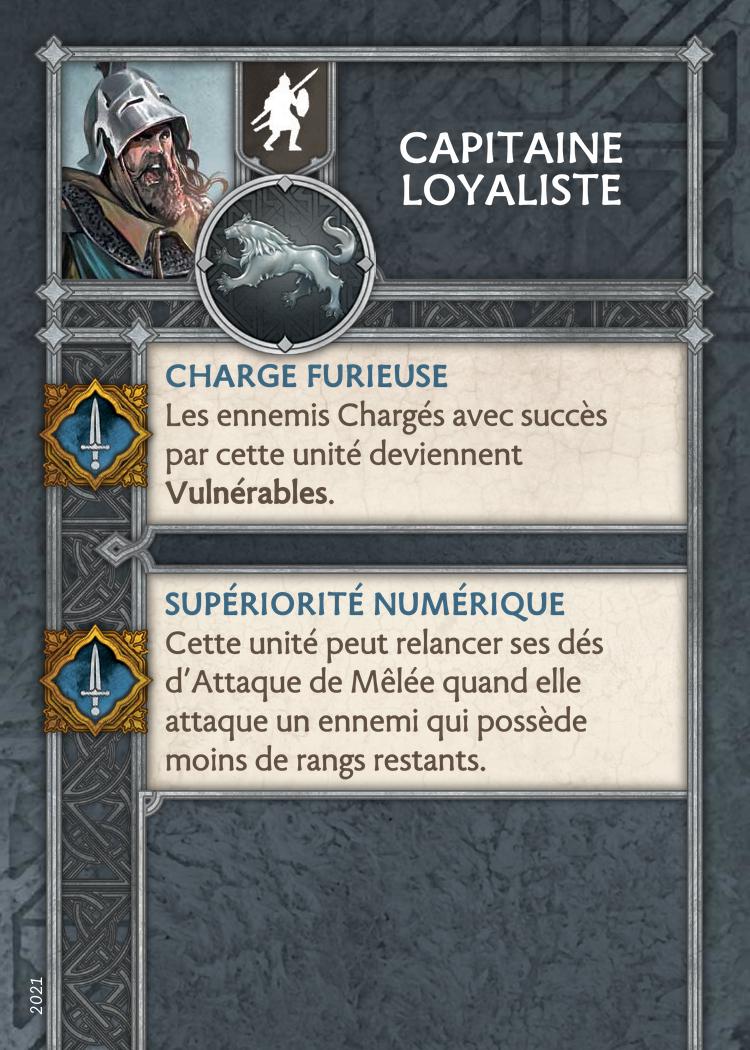 CAPITAINE
LOYALISTE
CHARGE FURIEUSE
Les ennemis Chargés avec succès
par cette unité deviennent
Vulnérables.
SUPÉRIORITÉ NUMÉRIQUE
Cette unité peut relancer ses dés
d'Attaque de Mêlée quand elle
attaque un ennemi qui possède
moins de rangs restants.
2021